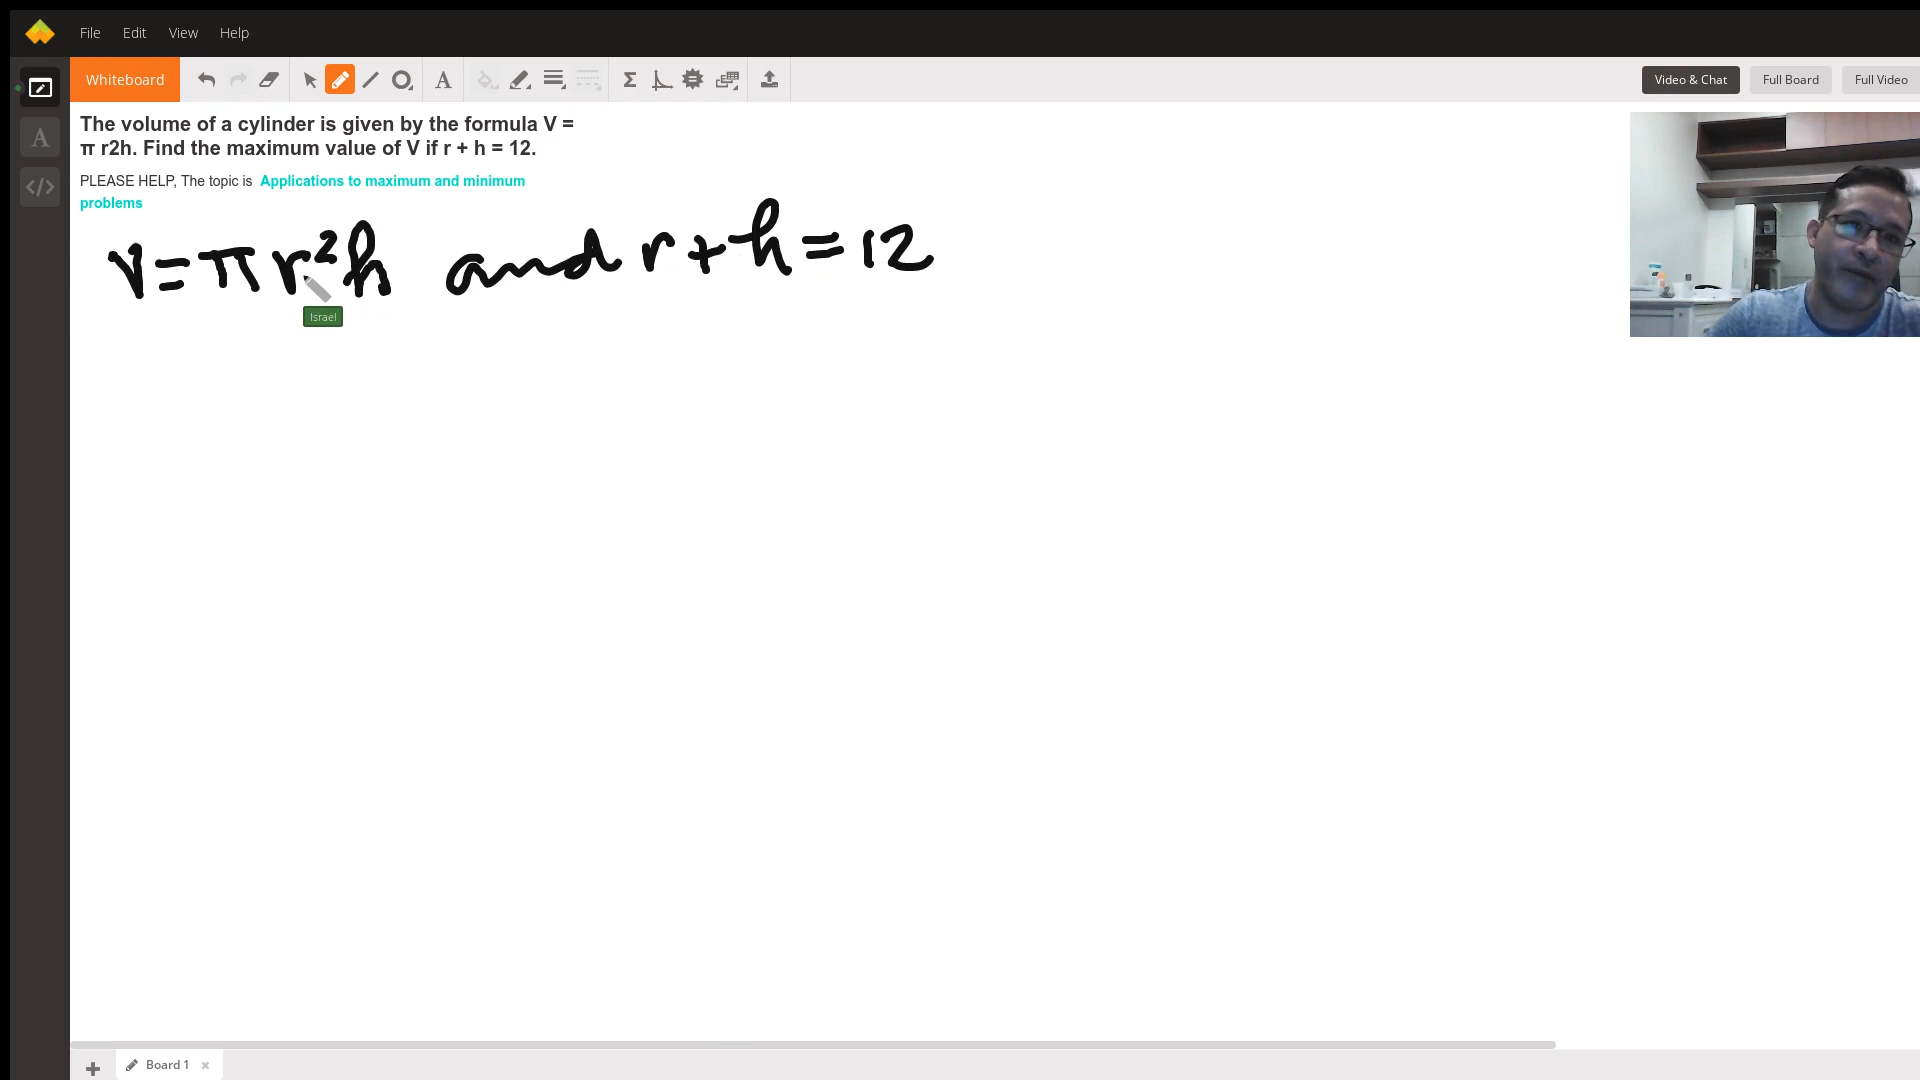 File Edit View Help
Whiteboard A Σ Video & Chat Full Board Full Video
A
</>
The volume of a cylinder is given by the formula V =
π r2h. Find the maximum value of V if r + h = 12.
PLEASE HELP, The topic is Applications to maximum and minimum
problems
V = π r²h and r + h = 12
Israel
Board 1